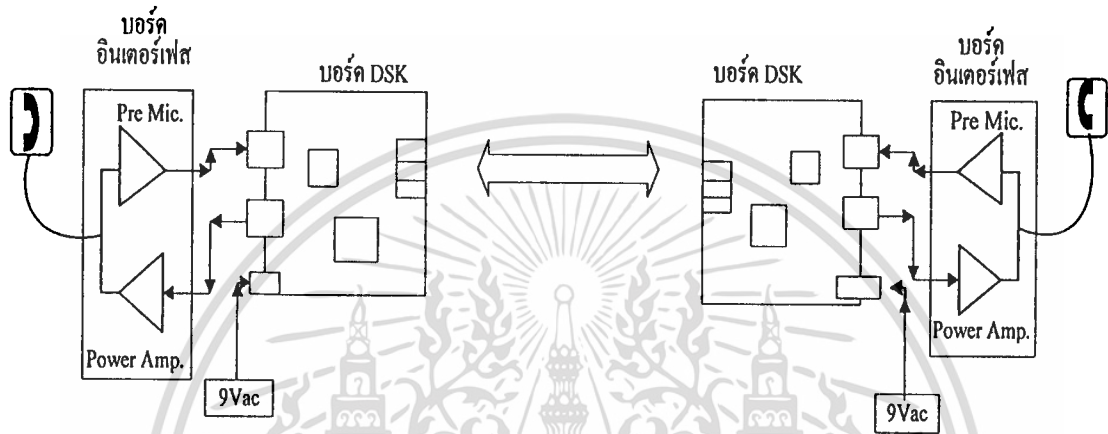 บอร์ด
อินเตอร์เฟส
บอร์ด DSK
บอร์ด DSK
บอร์ด
อินเตอร์เฟส
Pre Mic.
Pre Mic.
Power Amp.
Power Amp.
9Vac
9Vac